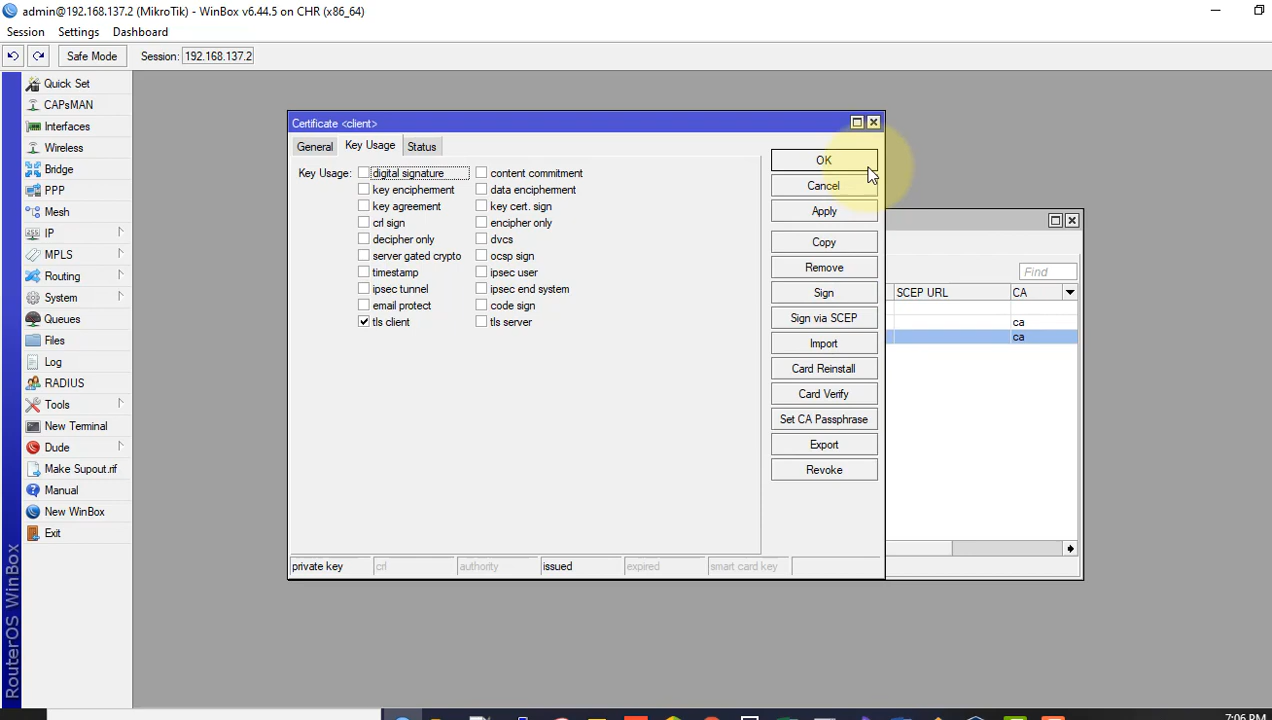 admin@192.168.137.2 (MikroTik) - WinBox v6.44.5 on CHR (x86_64)
Session Settings Dashboard
Safe Mode Session: 192.168.137.2
Quick Set
CAPsMAN
Interfaces
Wireless
Bridge
PPP
Mesh
IP
MPLS
Routing
System
Queues
Files
Log
RADIUS
Tools
New Terminal
Dude
Make Supout.rif
Manual
New WinBox
Exit
RouterOS WinBox
Certificate <client>
General Key Usage Status
Key Usage: digital signature content commitment
key encipherment data encipherment
key agreement key cert. sign
crl sign encipher only
decipher only dvcs
server gated crypto ocsp sign
timestamp ipsec user
ipsec tunnel ipsec end system
email protect code sign
tls client tls server
OK
Cancel
Apply
Copy
Remove
Sign
Sign via SCEP
Import
Card Reinstall
Card Verify
Set CA Passphrase
Export
Revoke
private key crl authority issued expired smart card key
Find
SCEP URL CA
ca
ca
7:06 PM